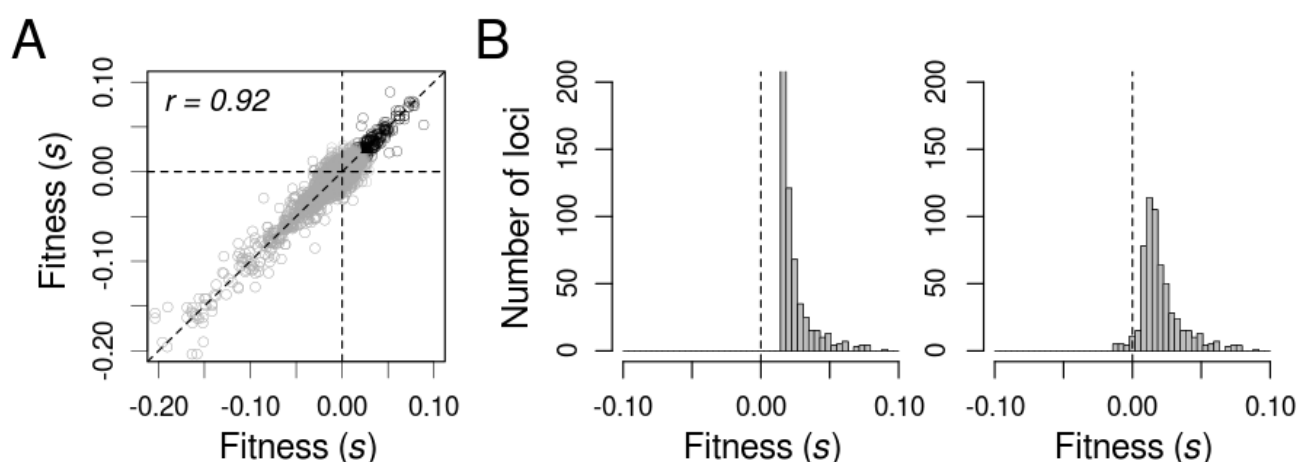 A
r = 0.92
Fitness (s)
0.10
0.00
-0.10
-0.20
-0.20 -0.10 0.00 0.10
Fitness (s)
B
Number of loci
200
150
100
50
0
-0.10 0.00 0.10
Fitness (s)
200
150
100
50
0
-0.10 0.00 0.10
Fitness (s)